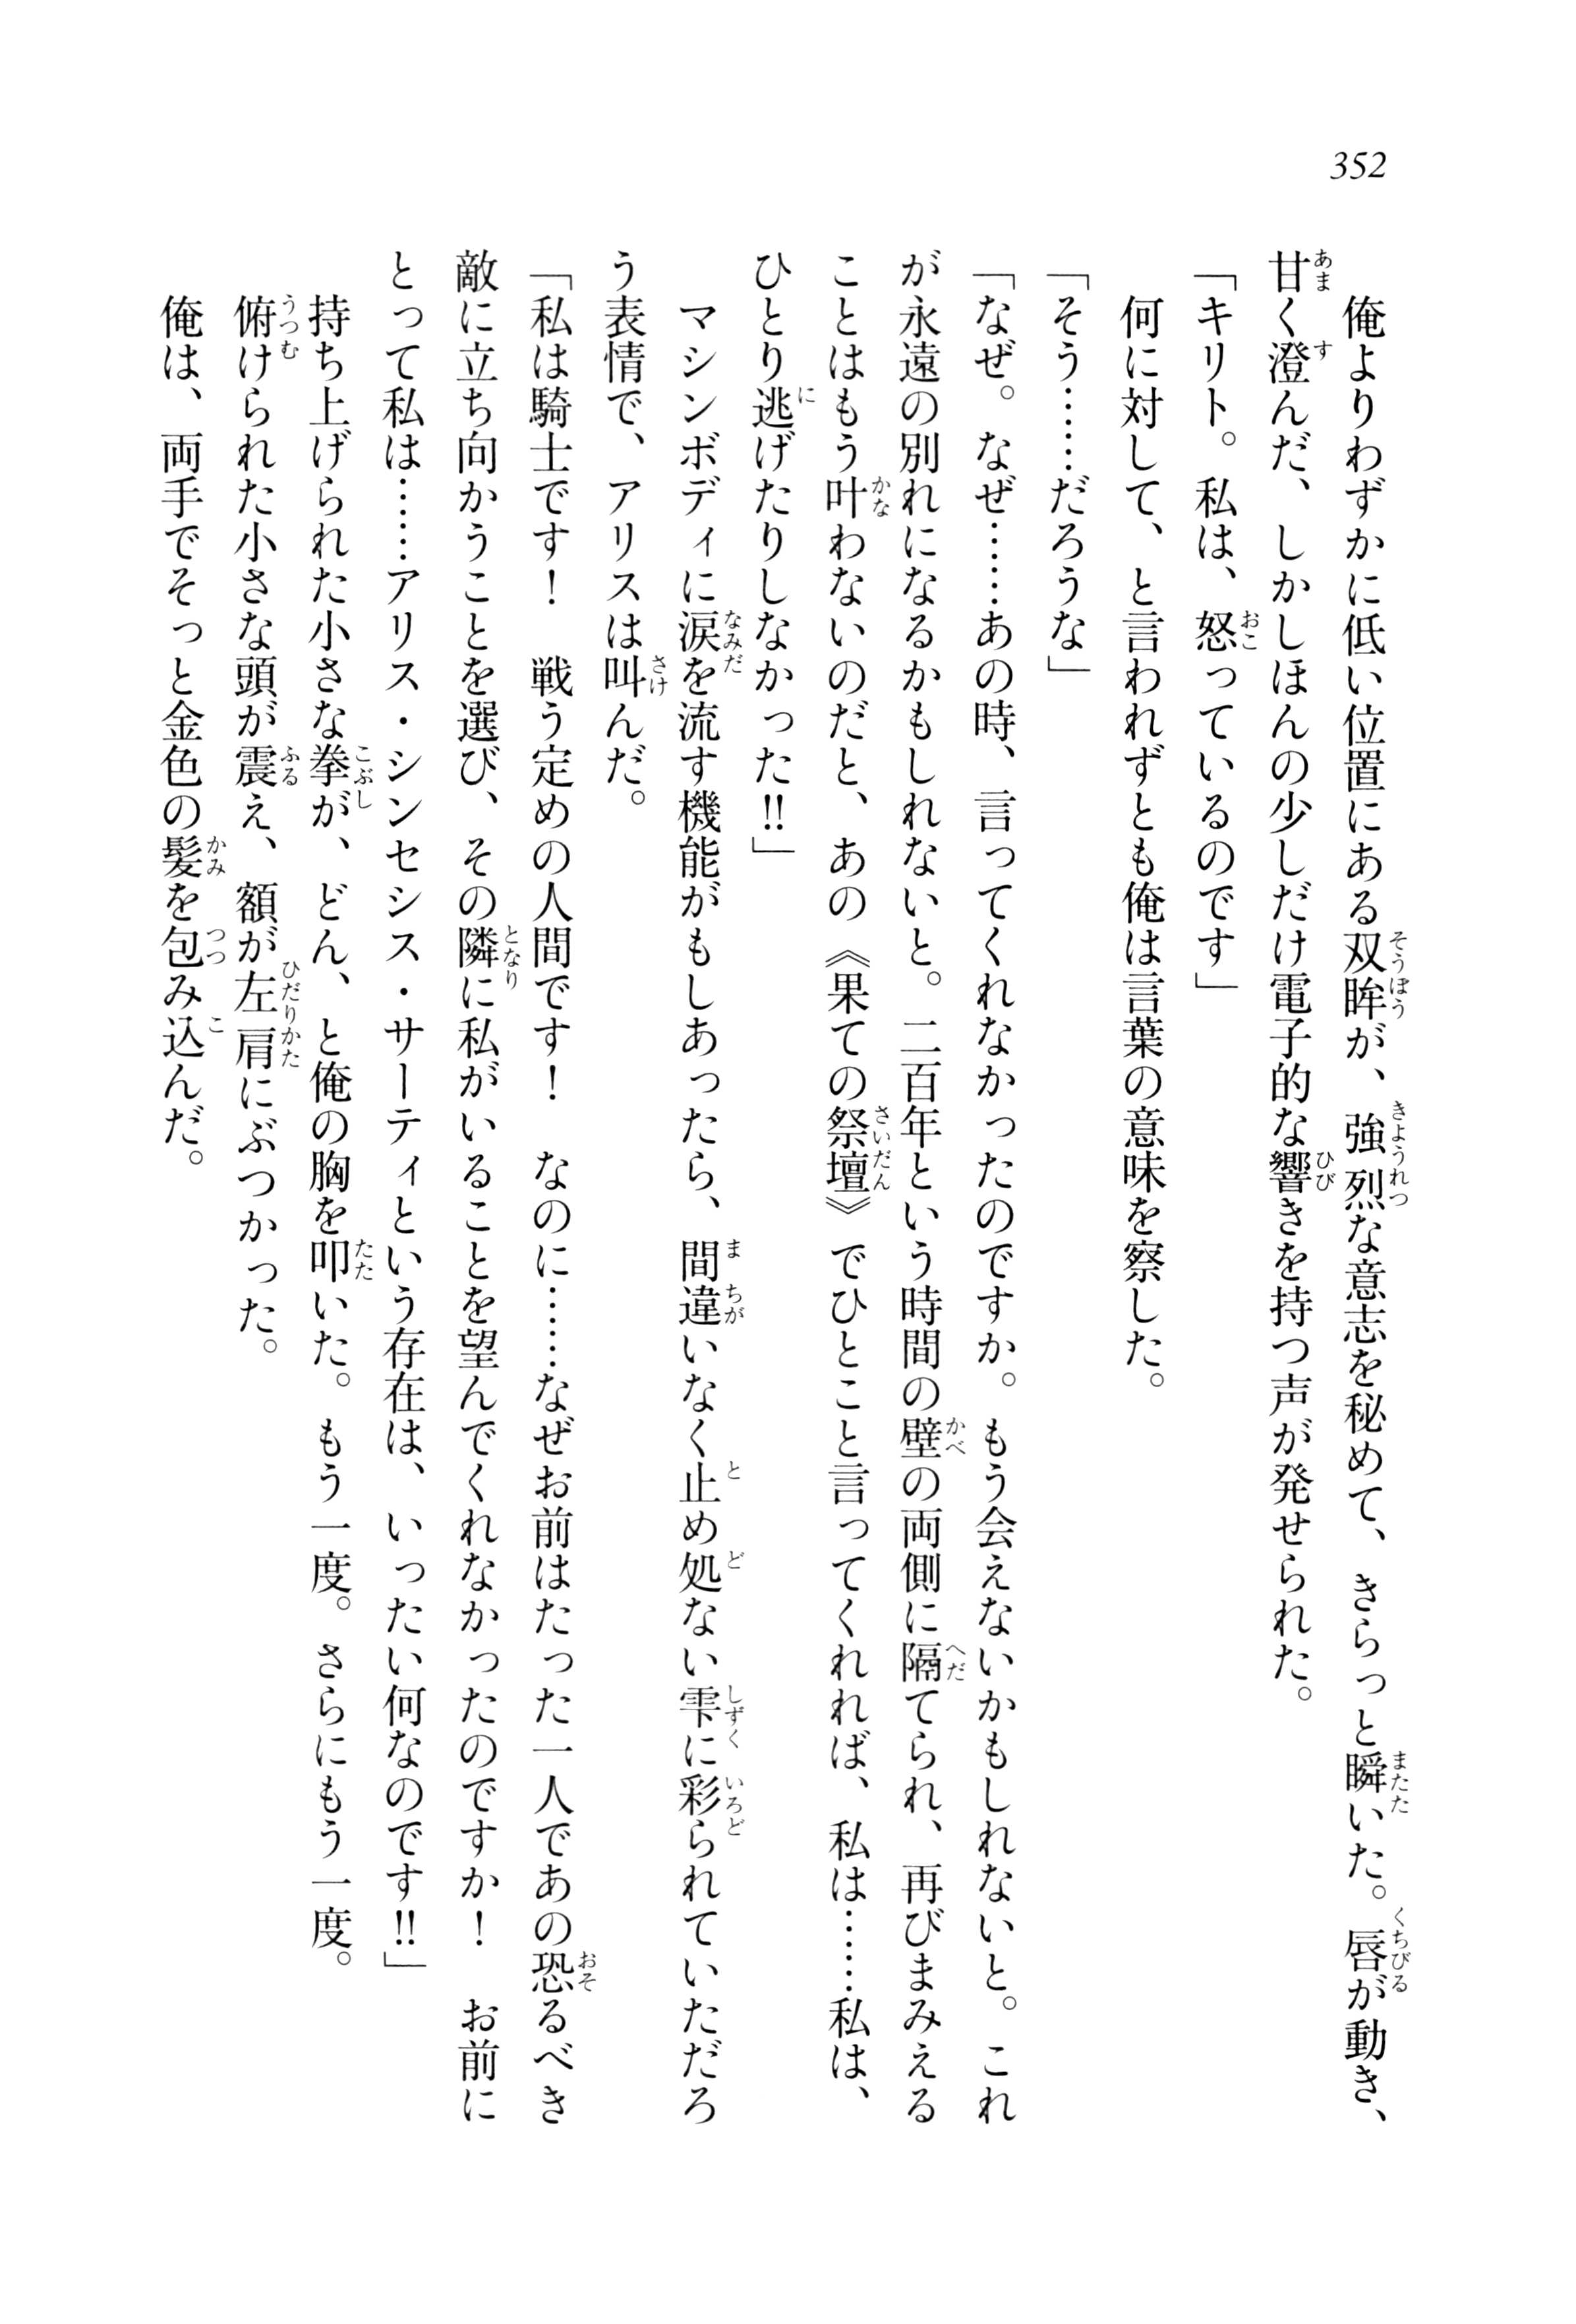 352
俺よりわずかに低い位置にある双眸が、強烈な意志を秘めて、きらっと瞬いた。唇が動き、
甘く澄んだ、しかしほんの少しだけ電子的な響きを持つ声が発せられた。
「キリト。私は、怒っているのです」
何に対して、と言われずとも俺は言葉の意味を察した。
「そう……だろうな」
「なぜ。なぜ……あの時、言ってくれなかったのですか。もう会えないかもしれないと。これ
が永遠の別れになるかもしれないと。二百年という時間の壁の両側に隔てられ、再びまみえる
ことはもう叶わないのだと、あの《果ての祭壇》でひとこと言ってくれれば、私は……私は、
ひとり逃げたりしなかった!!」
マシンボディに涙を流す機能がもしあったら、間違いなく止め処ない雫に彩られていただろ
う表情で、アリスは叫んだ。
「私は騎士です！　戦う定めの人間です！　なのに……なぜお前はたった一人であの恐るべき
敵に立ち向かうことを選び、その隣に私がいることを望んでくれなかったのですか！　お前に
とって私は……アリス・シンセシス・サーティという存在は、いったい何なのです!!」
持ち上げられた小さな拳が、どん、と俺の胸を叩いた。もう一度。さらにもう一度。
俯けられた小さな頭が震え、額が左肩にぶつかった。
俺は、両手でそっと金色の髪を包み込んだ。